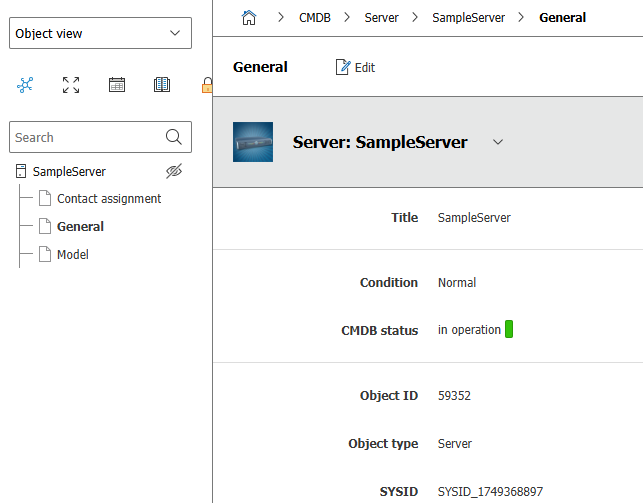 Object view
Search
SampleServer
Contact assignment
General
Model
CMDB
Server
SampleServer
General
General
Edit
Server: SampleServer
Title SampleServer
Condition Normal
CMDB status in operation
Object ID 59352
Object type Server
SYSID SYSID_1749368897